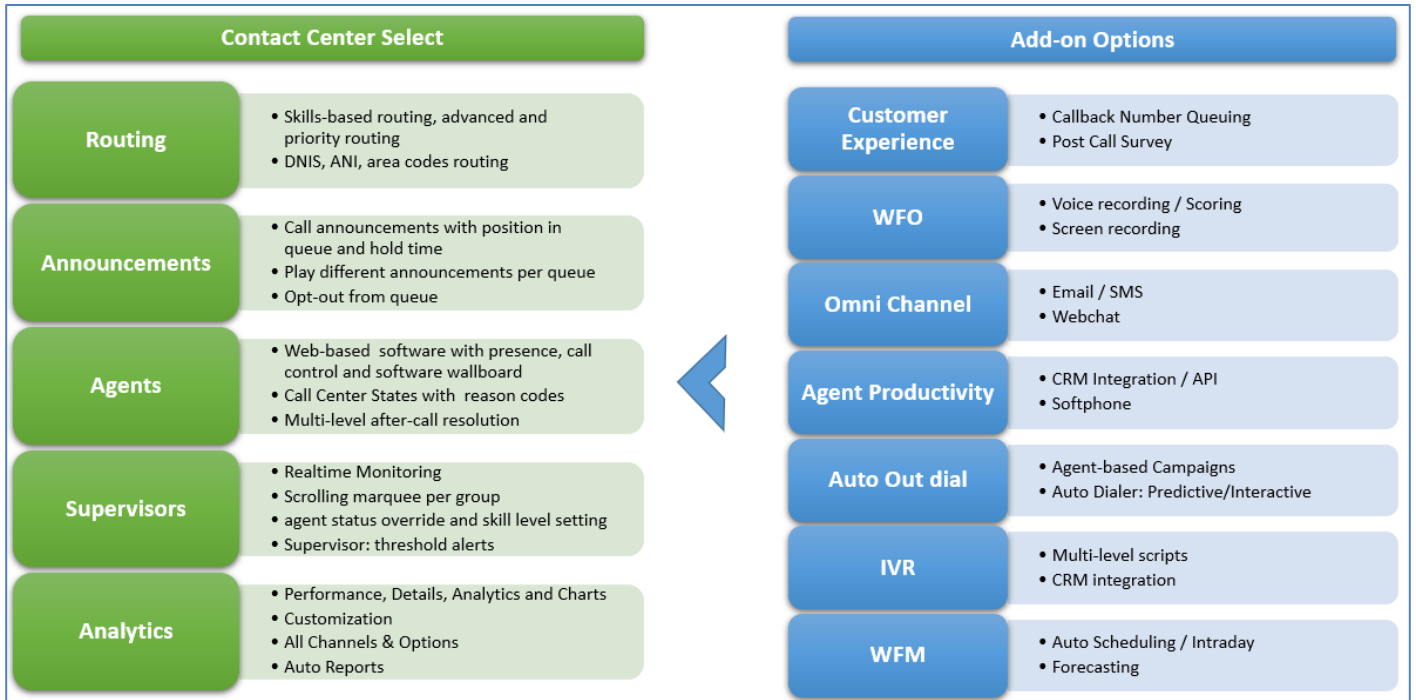 Contact Center Select
Routing
• Skills-based routing, advanced and
priority routing
• DNIS, ANI, area codes routing
Announcements
• Call announcements with position in
queue and hold time
• Play different announcements per queue
• Opt-out from queue
Agents
• Web-based  software with presence, call
control and software wallboard
• Call Center States with  reason codes
• Multi-level after-call resolution
Supervisors
• Realtime Monitoring
• Scrolling marquee per group
• agent status override and skill level setting
• Supervisor: threshold alerts
Analytics
• Performance, Details, Analytics and Charts
• Customization
• All Channels & Options
• Auto Reports
Add-on Options
Customer
Experience
• Callback Number Queuing
• Post Call Survey
WFO
• Voice recording / Scoring
• Screen recording
Omni Channel
• Email / SMS
• Webchat
Agent Productivity
• CRM Integration / API
• Softphone
Auto Out dial
• Agent-based Campaigns
• Auto Dialer: Predictive/Interactive
IVR
• Multi-level scripts
• CRM integration
WFM
• Auto Scheduling / Intraday
• Forecasting